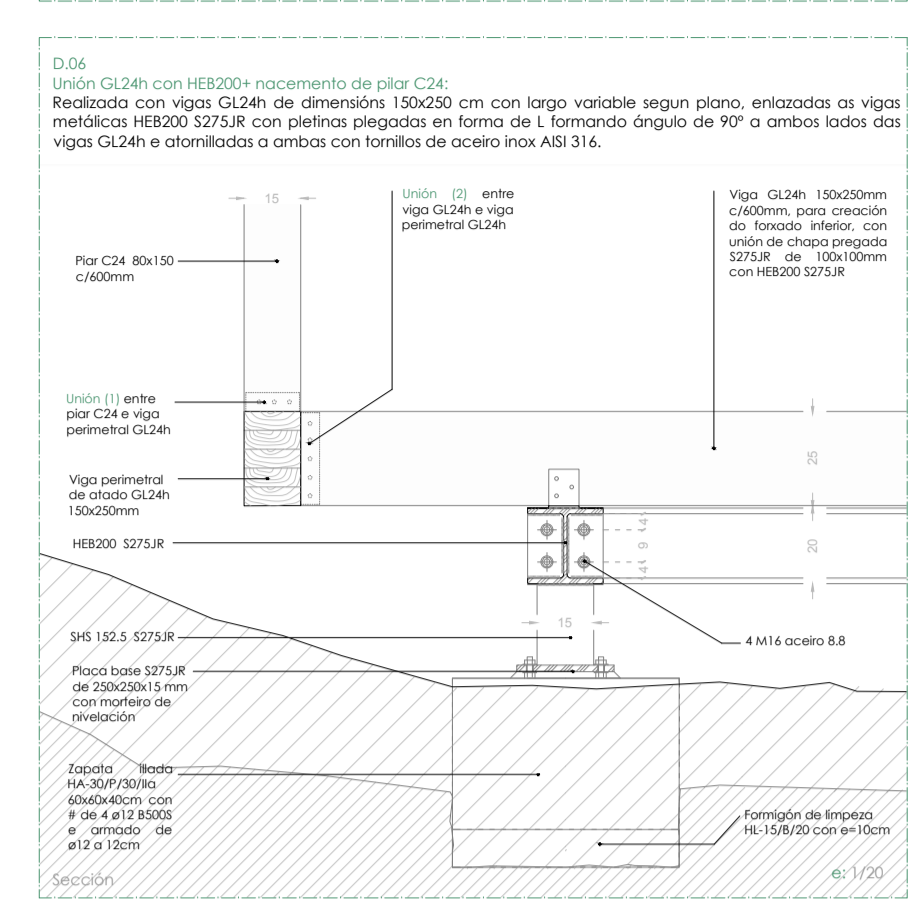 D.06
Unión GL24h con HEB200+ nacemento de pilar C24:
Realizada con vigas GL24h de dimensións 150x250 cm con largo variable segun plano, enlazadas as vigas
metálicas HEB200 S275JR con pletinas plegadas en forma de L formando ángulo de 90º a ambos lados das
vigas GL24h e atornilladas a ambas con tornillos de aceiro inox AISI 316.
15
Unión (2) entre
viga GL24h e viga
perimetral GL24h
Viga GL24h 150x250mm
c/600mm, para creación
do forxado inferior, con
unión de chapa pregada
S275JR de 100x100mm
con HEB200 S275JR
Piar C24 80x150
c/600mm
Unión (1) entre
piar C24 e viga
perimetral GL24h
25
Viga perimetral
de atado GL24h
150x250mm
HEB200 S275JR
4
9
4
20
15
SHS 152.5 S275JR
4 M16 aceiro 8.8
Placa base S275JR
de 250x250x15 mm
con morteiro de
nivelación
Zapata illada
HA-30/P/30/IIa
60x60x40cm con
# de 4 ø12 B500S
e armado de
ø12 a 12cm
Formigón de limpeza
HL-15/B/20 con e=10cm
Sección
e: 1/20